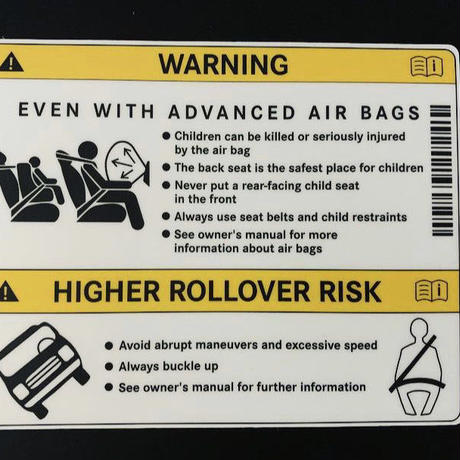 WARNING
EVEN WITH ADVANCED AIR BAGS
● Children can be killed or seriously injured
by the air bag
● The back seat is the safest place for children
● Never put a rear-facing child seat
in the front
● Always use seat belts and child restraints
● See owner's manual for more
information about air bags
HIGHER ROLLOVER RISK
● Avoid abrupt maneuvers and excessive speed
● Always buckle up
● See owner's manual for further information